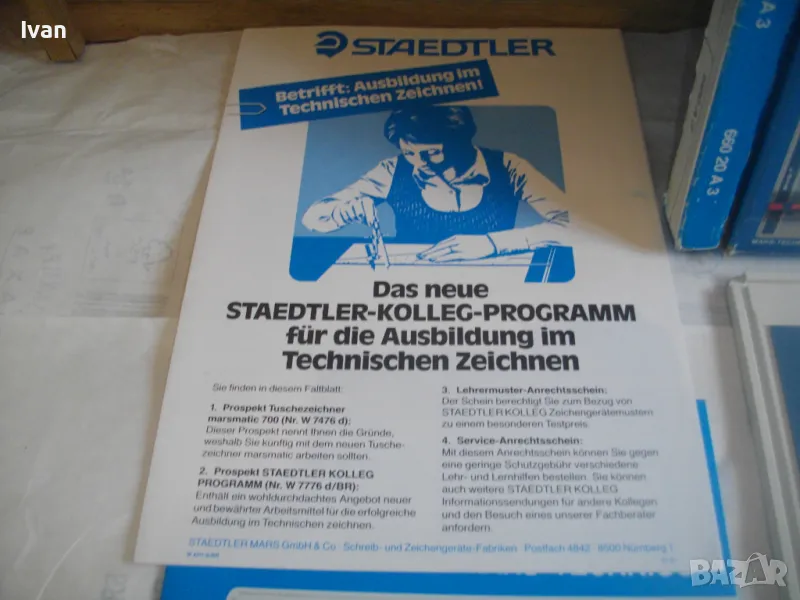 Ivan
STAEDTLER
Betrifft: Ausbildung im
Technischen Zeichnen!
Das neue
STAEDTLER-KOLLEG-PROGRAMM
für die Ausbildung im
Technischen Zeichnen
Sie finden in diesem Faltblatt:
1. Prospekt Tuschezeichner
marsmatic 700 (Nr. W 7476 d):
Dieser Prospekt nennt Ihnen die Gründe,
weshalb Sie künftig mit dem neuen Tusche-
zeichner marsmatic arbeiten sollten.
2. Prospekt STAEDTLER KOLLEG
PROGRAMM (Nr. W 7776 d/BR):
Enthält ein wohldurchdachtes Angebot neuer
und bewährter Arbeitsmittel für die erfolgreiche
Ausbildung im Technischen zeichnen.
3. Lehrermuster-Anrechtsschein:
Der Schein berechtigt Sie zum Bezug von
STAEDTLER KOLLEG Zeichengerätemustern
zu einem besonderen Testpreis.
4. Service-Anrechtsschein:
Mit diesem Anrechtsschein können Sie gegen
eine geringe Schutzgebühr verschiedene
Lehr- und Lernhilfen bestellen. Sie können
auch weitere STAEDTLER KOLLEG
Informationssendungen für andere Kollegen
und den Besuch eines unserer Fachberater
anfordern.
STAEDTLER MARS GmbH & Co. Schreib- und Zeichengeräte-Fabriken Postfach 4842 8500 Nürnberg 1
A 3
660 20 A 3
BAZAR